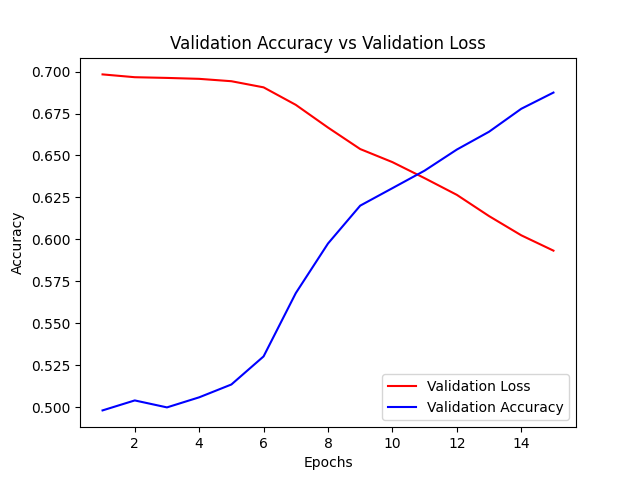 Validation Accuracy vs Validation Loss
0.700
0.675
0.650
0.625
0.600
0.575
0.550
0.525
0.500
Accuracy
Validation Loss
Validation Accuracy
2 4 6 8 10 12 14
Epochs